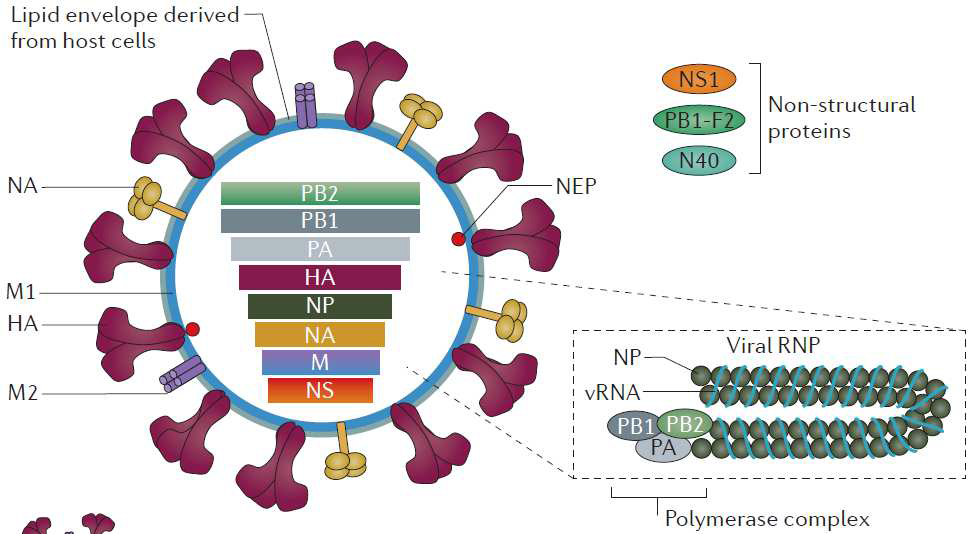 Lipid envelope derived
from host cells
NS1
PB1-F2
N40
Non-structural
proteins
NA
NEP
PB2
PB1
PA
HA
NP
NA
M
NS
M1
HA
M2
Viral RNP
NP
vRNA
PB1
PB2
PA
Polymerase complex